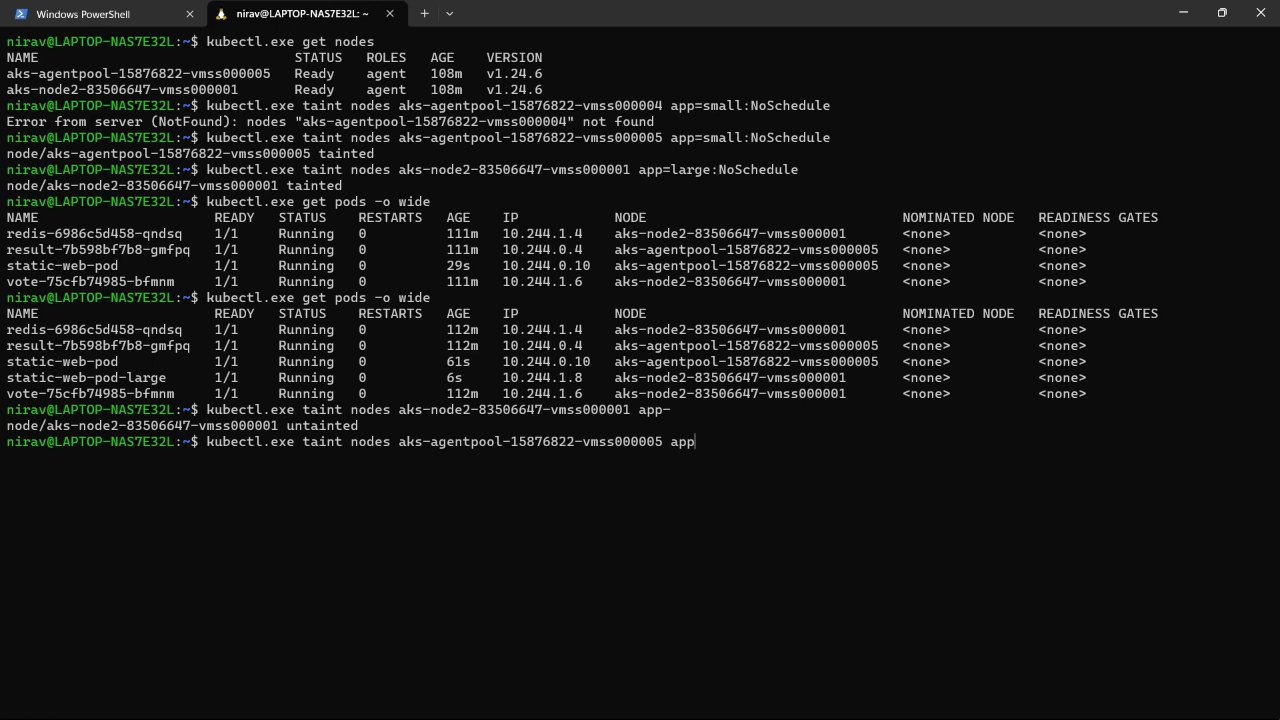 Windows PowerShell
nirav@LAPTOP-NAS7E32L: ~
nirav@LAPTOP-NAS7E32L:~$ kubectl.exe get nodes
NAME STATUS ROLES AGE VERSION
aks-agentpool-15876822-vmss000005 Ready agent 108m v1.24.6
aks-node2-83506647-vmss000001 Ready agent 108m v1.24.6
nirav@LAPTOP-NAS7E32L:~$ kubectl.exe taint nodes aks-agentpool-15876822-vmss000004 app=small:NoSchedule
Error from server (NotFound): nodes "aks-agentpool-15876822-vmss000004" not found
nirav@LAPTOP-NAS7E32L:~$ kubectl.exe taint nodes aks-agentpool-15876822-vmss000005 app=small:NoSchedule
node/aks-agentpool-15876822-vmss000005 tainted
nirav@LAPTOP-NAS7E32L:~$ kubectl.exe taint nodes aks-node2-83506647-vmss000001 app=large:NoSchedule
node/aks-node2-83506647-vmss000001 tainted
nirav@LAPTOP-NAS7E32L:~$ kubectl.exe get pods -o wide
NAME READY STATUS RESTARTS AGE IP NODE NOMINATED NODE READINESS GATES
redis-6986c5d458-qndsq 1/1 Running 0 111m 10.244.1.4 aks-node2-83506647-vmss000001 <none> <none>
result-7b598bf7b8-gmfpq 1/1 Running 0 111m 10.244.0.4 aks-agentpool-15876822-vmss000005 <none> <none>
static-web-pod 1/1 Running 0 29s 10.244.0.10 aks-agentpool-15876822-vmss000005 <none> <none>
vote-75cfb74985-bfmnm 1/1 Running 0 111m 10.244.1.6 aks-node2-83506647-vmss000001 <none> <none>
nirav@LAPTOP-NAS7E32L:~$ kubectl.exe get pods -o wide
NAME READY STATUS RESTARTS AGE IP NODE NOMINATED NODE READINESS GATES
redis-6986c5d458-qndsq 1/1 Running 0 112m 10.244.1.4 aks-node2-83506647-vmss000001 <none> <none>
result-7b598bf7b8-gmfpq 1/1 Running 0 112m 10.244.0.4 aks-agentpool-15876822-vmss000005 <none> <none>
static-web-pod 1/1 Running 0 61s 10.244.0.10 aks-agentpool-15876822-vmss000005 <none> <none>
static-web-pod-large 1/1 Running 0 6s 10.244.1.8 aks-node2-83506647-vmss000001 <none> <none>
vote-75cfb74985-bfmnm 1/1 Running 0 112m 10.244.1.6 aks-node2-83506647-vmss000001 <none> <none>
nirav@LAPTOP-NAS7E32L:~$ kubectl.exe taint nodes aks-node2-83506647-vmss000001 app-
node/aks-node2-83506647-vmss000001 untainted
nirav@LAPTOP-NAS7E32L:~$ kubectl.exe taint nodes aks-agentpool-15876822-vmss000005 app